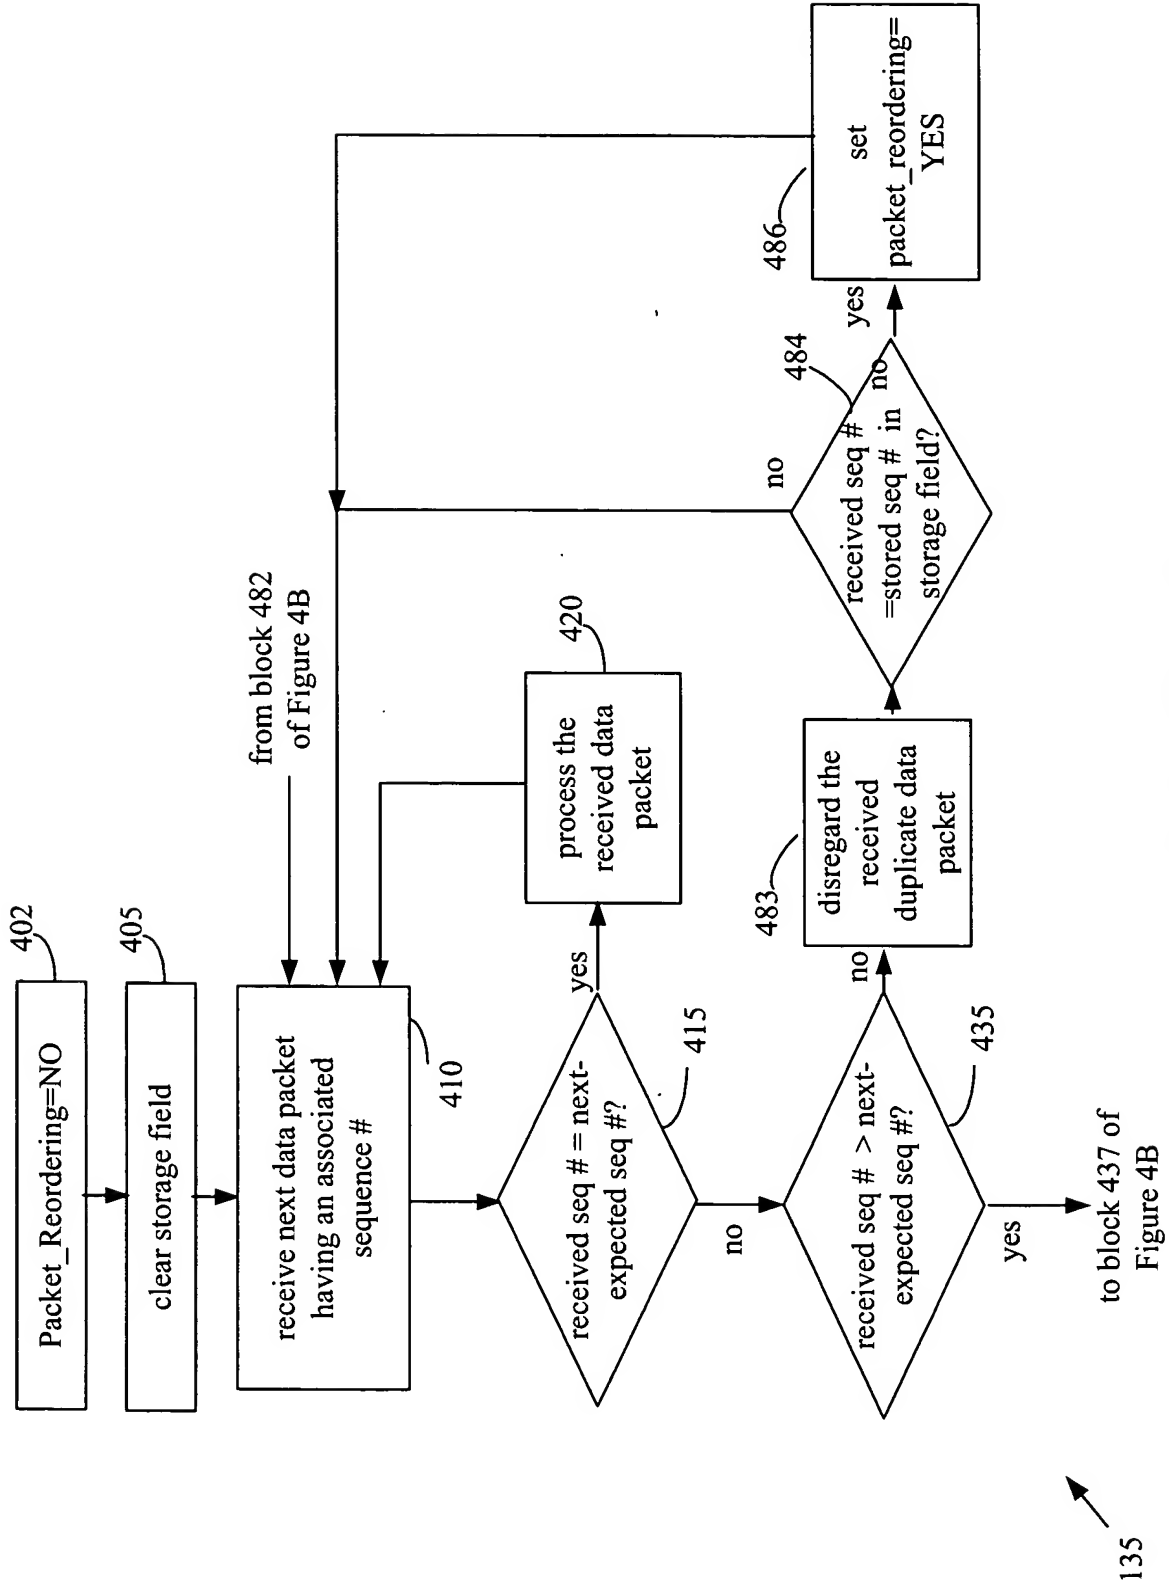 402
Packet_Reordering=NO
405
clear storage field
from block 482
of Figure 4B
receive next data packet
having an associated
sequence #
410
received seq # = next-
expected seq #?
415
yes
process the
received data
packet
420
no
received seq # > next-
expected seq #?
435
no
disregard the
received
duplicate data
packet
483
received seq #
=stored seq # in
storage field?
484
no
no
yes
set
packet_reordering=
YES
486
yes
to block 437 of
Figure 4B
135